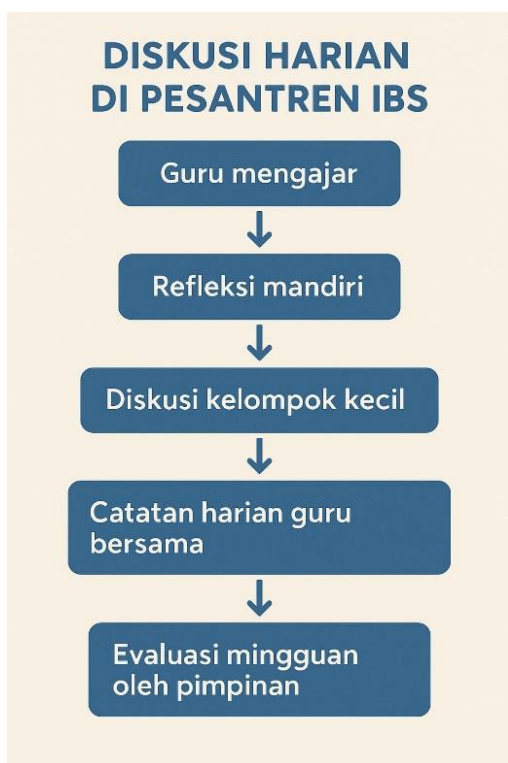 DISKUSI HARIAN
DI PESANTREN IBS
Guru mengajar
Refleksi mandiri
Diskusi kelompok kecil
Catatan harian guru
bersama
Evaluasi mingguan
oleh pimpinan